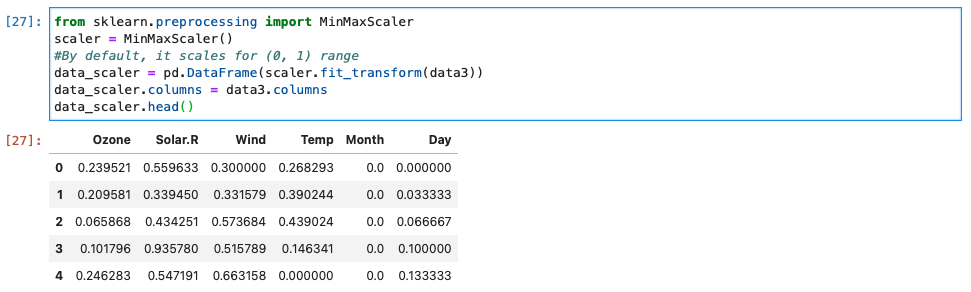 [27]: from sklearn.preprocessing import MinMaxScaler
scaler = MinMaxScaler()
#By default, it scales for (0, 1) range
data_scaler = pd.DataFrame(scaler.fit_transform(data3))
data_scaler.columns = data3.columns
data_scaler.head()
[27]: Ozone Solar.R Wind Temp Month Day
0 0.239521 0.559633 0.300000 0.268293 0.0 0.000000
1 0.209581 0.339450 0.331579 0.390244 0.0 0.033333
2 0.065868 0.434251 0.573684 0.439024 0.0 0.066667
3 0.101796 0.935780 0.515789 0.146341 0.0 0.100000
4 0.246283 0.547191 0.663158 0.000000 0.0 0.133333